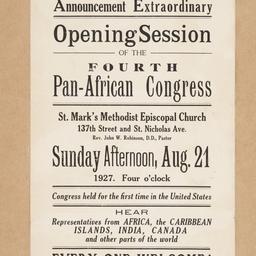 Announcement Extraordinary
Opening Session
OF THE
FOURTH
Pan-African Congress
St. Mark's Methodist Episcopal Church
137th Street and St. Nicholas Ave.
Rev. John W. Robinson, D.D., Pastor
Sunday Afternoon, Aug. 21
1927. Four o'clock
Congress held for the first time in the United States
HEAR
Representatives from AFRICA, the CARIBBEAN
ISLANDS, INDIA, CANADA
and other parts of the world
EVERY ONE WELCOME!